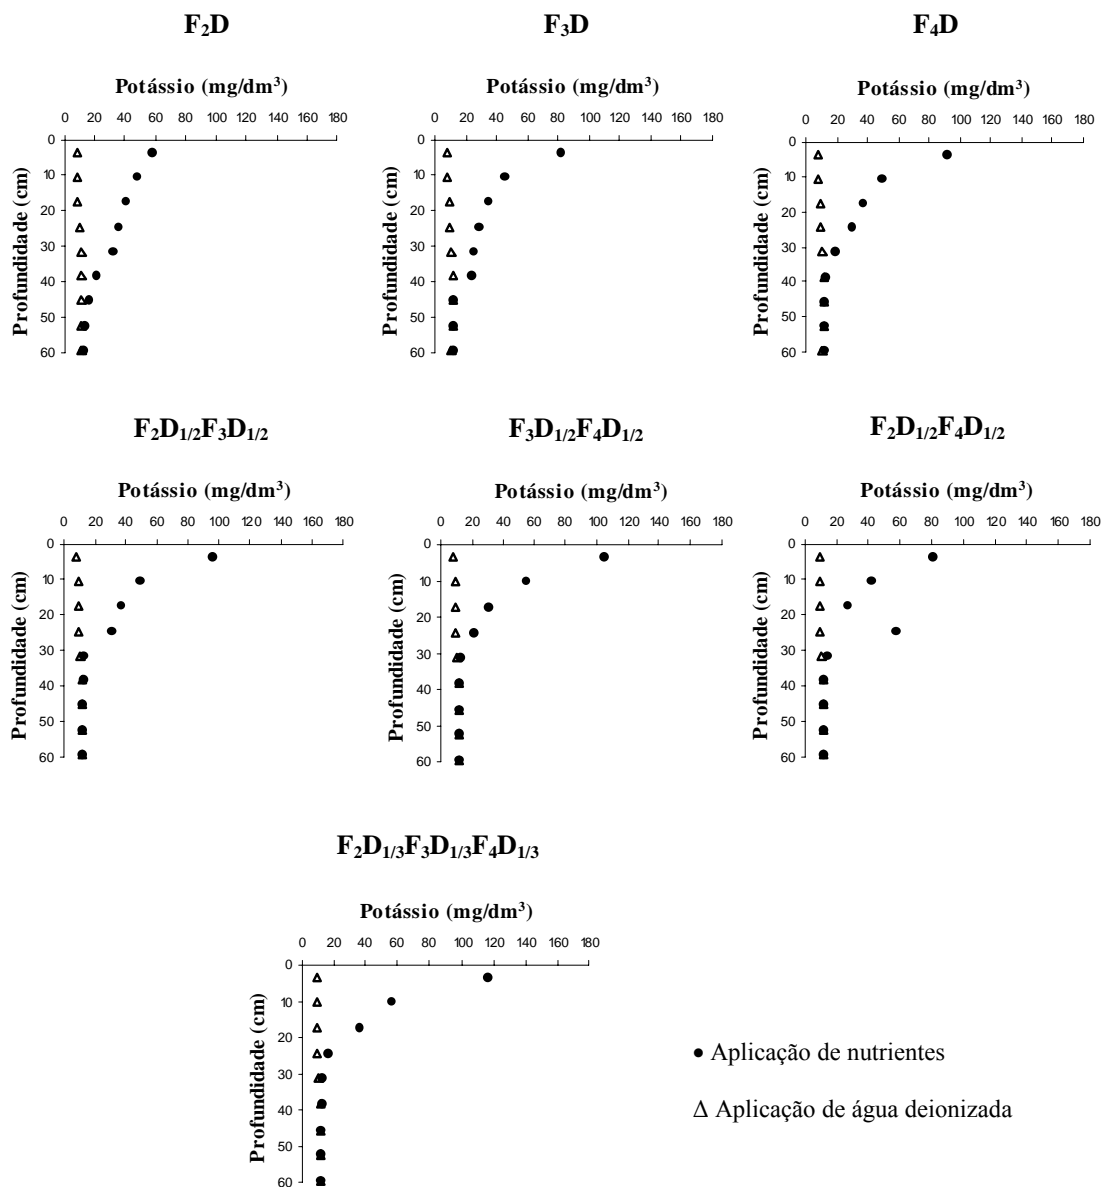 F₂D F₃D F₄D
Potássio (mg/dm³) Potássio (mg/dm³) Potássio (mg/dm³)
0 20 40 60 80 100 120 140 160 180
0 20 40 60 80 100 120 140 160 180
0 20 40 60 80 100 120 140 160 180
Profundidade (cm)
0
10
20
30
40
50
60
Profundidade (cm)
0
10
20
30
40
50
60
Profundidade (cm)
0
10
20
30
40
50
60
F₂D₁/₂F₃D₁/₂ F₃D₁/₂F₄D₁/₂ F₂D₁/₂F₄D₁/₂
Potássio (mg/dm³) Potássio (mg/dm³) Potássio (mg/dm³)
0 20 40 60 80 100 120 140 160 180
0 20 40 60 80 100 120 140 160 180
0 20 40 60 80 100 120 140 160 180
Profundidade (cm)
0
10
20
30
40
50
60
Profundidade (cm)
0
10
20
30
40
50
60
Profundidade (cm)
0
10
20
30
40
50
60
F₂D₁/₃F₃D₁/₃F₄D₁/₃
Potássio (mg/dm³)
0 20 40 60 80 100 120 140 160 180
Profundidade (cm)
0
10
20
30
40
50
60
● Aplicação de nutrientes
Δ Aplicação de água deionizada